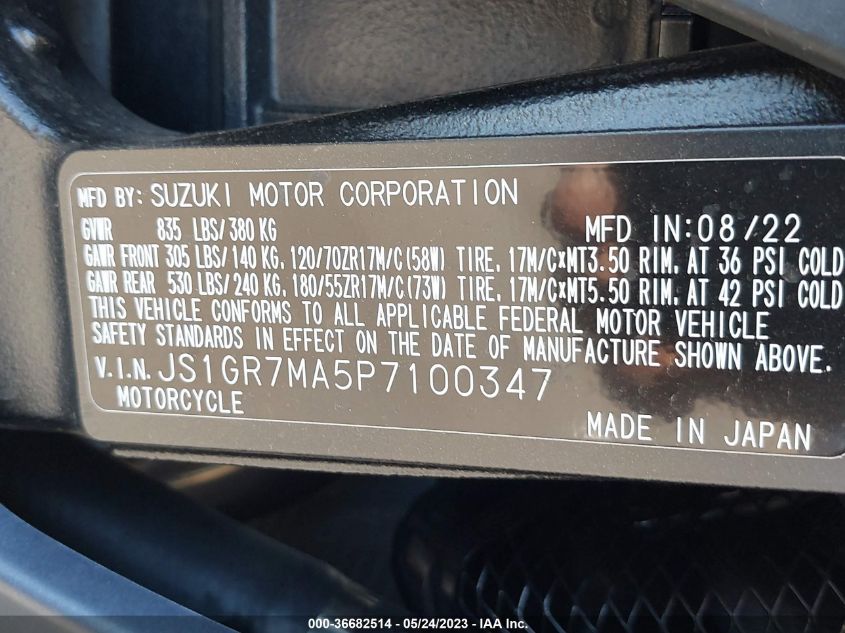 MFD BY: SUZUKI MOTOR CORPORATION
GVWR 835 LBS/380 KG MFD IN:08/22
GAWR FRONT 305 LBS/140 KG, 120/70ZR17M/C(58W) TIRE, 17M/C×MT3.50 RIM, AT 36 PSI COLD
GAWR REAR 530 LBS/240 KG, 180/55ZR17M/C(73W) TIRE, 17M/C×MT5.50 RIM, AT 42 PSI COLD
THIS VEHICLE CONFORMS TO ALL APPLICABLE FEDERAL MOTOR VEHICLE
SAFETY STANDARDS IN EFFECT ON THE DATE OF MANUFACTURE SHOWN ABOVE.
V.I.N. JS1GR7MA5P7100347
MOTORCYCLE
MADE IN JAPAN
000-36682514 - 05/24/2023 - IAA Inc.